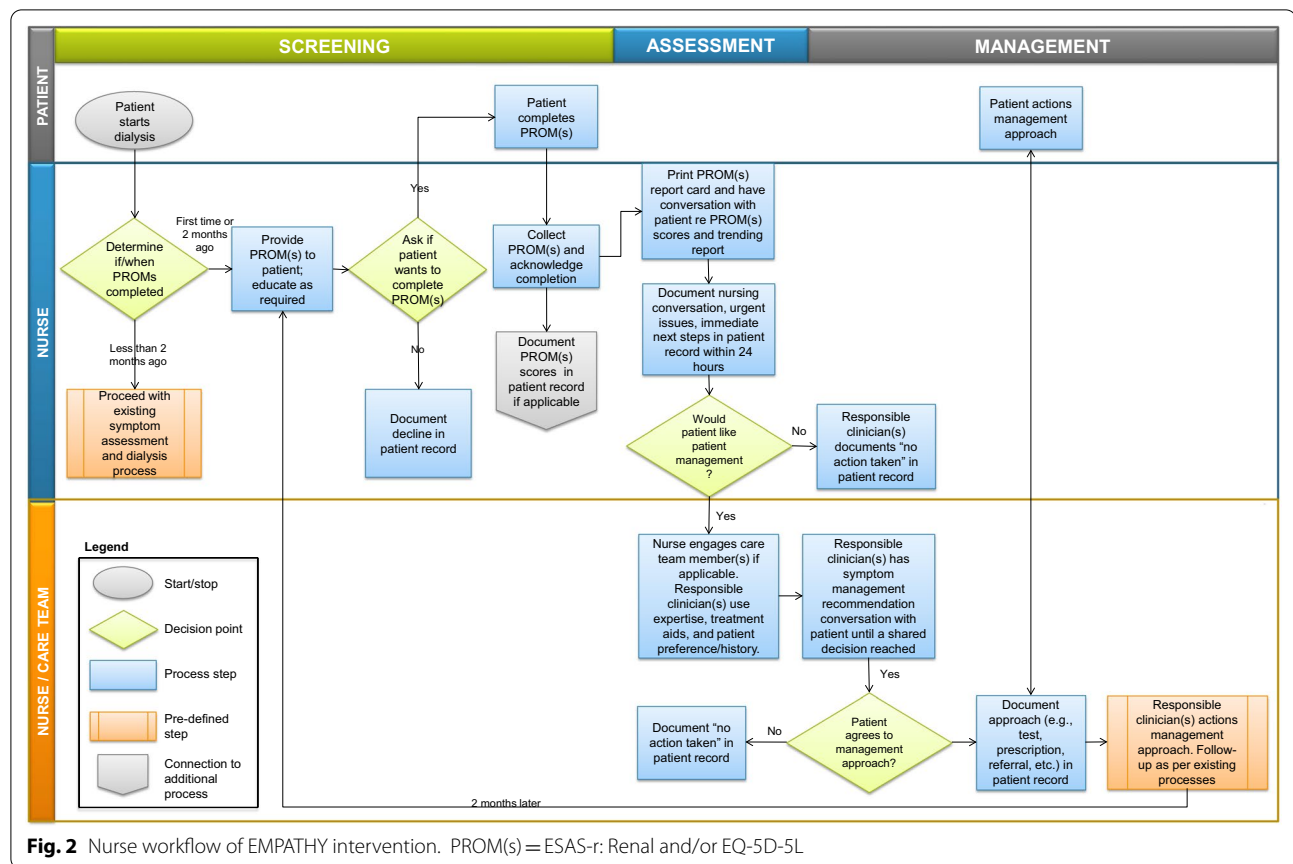 SCREENING
ASSESSMENT
MANAGEMENT
PATIENT
Patient
starts
dialysis
Patient
completes
PROM(s)
Patient actions
management
approach
NURSE
Determine
if/when
PROMs
completed
First time or
2 months
ago
Less than 2
months ago
Proceed with
existing
symptom
assessment
and dialysis
process
Provide
PROM(s) to
patient;
educate as
required
Ask if
patient
wants to
complete
PROM(s)
Yes
No
Document
decline in
patient record
Collect
PROM(s) and
acknowledge
completion
Document
PROM(s)
scores in
patient record
if applicable
Print PROM(s)
report card and have
conversation with
patient re PROM(s)
scores and trending
report
Document nursing
conversation, urgent
issues, immediate
next steps in patient
record within 24
hours
Would
patient like
patient
management
?
No
Responsible
clinician(s)
documents “no
action taken” in
patient record
Yes
NURSE / CARE TEAM
Nurse engages care
team member(s) if
applicable.
Responsible
clinician(s) use
expertise, treatment
aids, and patient
preference/history.
Responsible
clinician(s) has
symptom
management
recommendation
conversation with
patient until a shared
decision reached
Yes
Patient
agrees to
management
approach?
No
Document “no
action taken” in
patient record
Document
approach (e.g.,
test,
prescription,
referral, etc.) in
patient record
Responsible
clinician(s) actions
management
approach. Follow-
up as per existing
processes
2 months later
Legend
Start/stop
Decision point
Process step
Pre-defined
step
Connection to
additional
process
Fig. 2 Nurse workflow of EMPATHY intervention. PROM(s) = ESAS-r: Renal and/or EQ-5D-5L